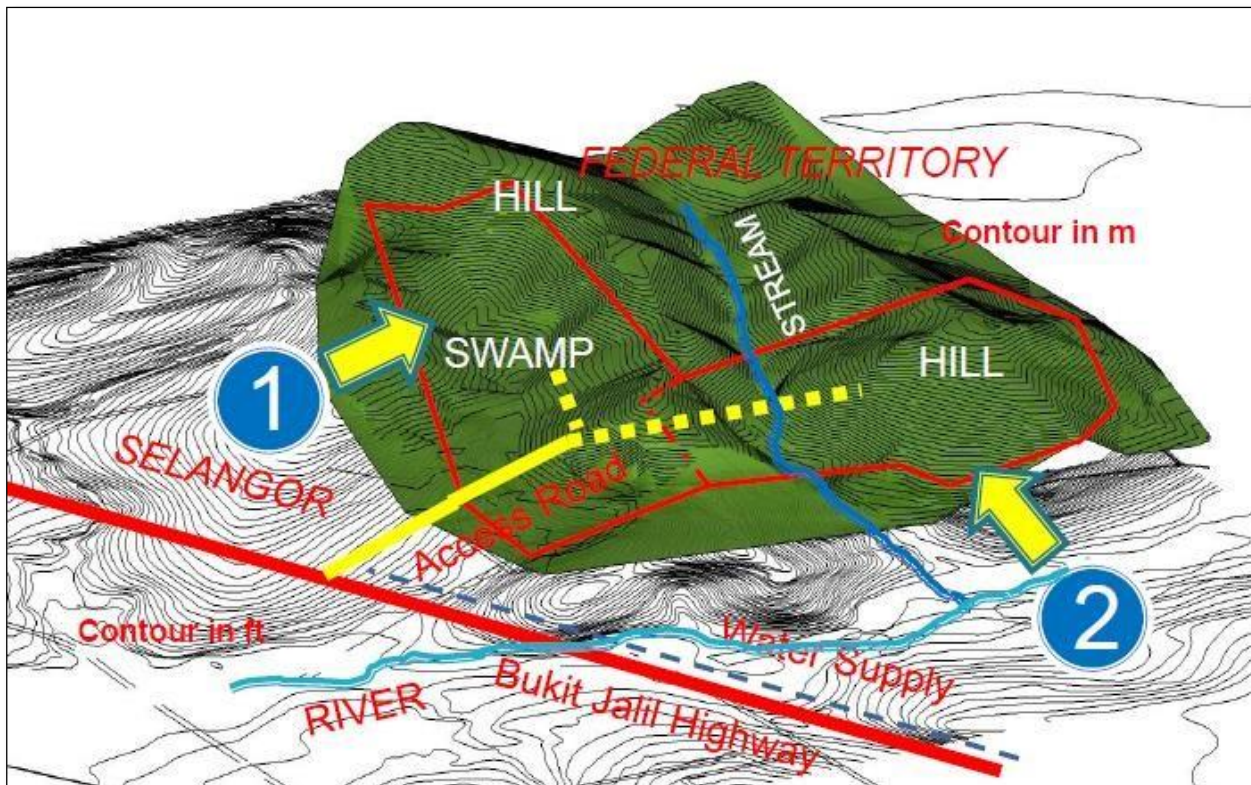 FEDERAL TERRITORY
HILL
STREAM
Contour in m
SWAMP
HILL
1
SELANGOR
Access Road
2
Contour in ft
Water Supply
RIVER
Bukit Jalil Highway